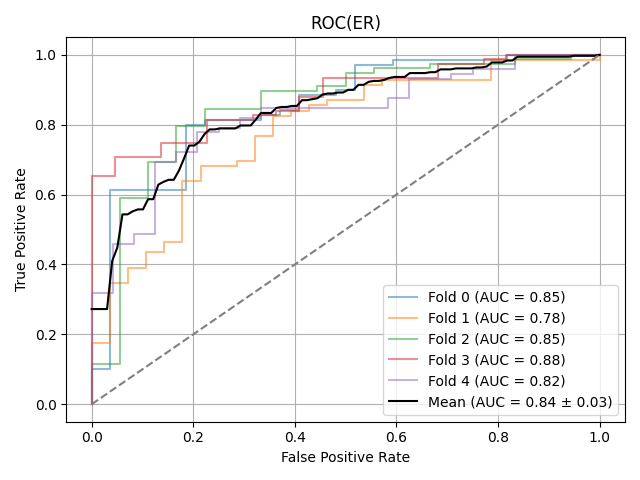 ROC(ER)
1.0
0.8
0.6
0.4
0.2
0.0
True Positive Rate
0.0 0.2 0.4 0.6 0.8 1.0
False Positive Rate
Fold 0 (AUC = 0.85)
Fold 1 (AUC = 0.78)
Fold 2 (AUC = 0.85)
Fold 3 (AUC = 0.88)
Fold 4 (AUC = 0.82)
Mean (AUC = 0.84 ± 0.03)